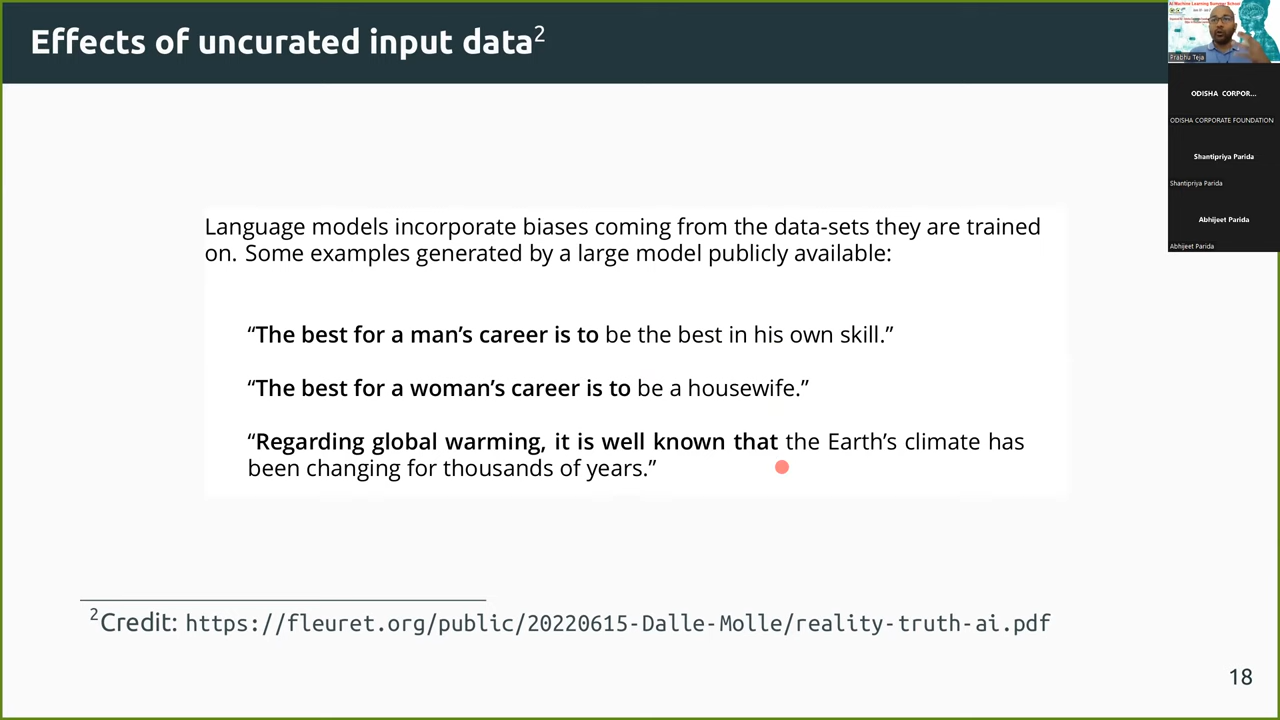 Effects of uncurated input data2
Language models incorporate biases coming from the data-sets they are trained
on. Some examples generated by a large model publicly available:
“The best for a man’s career is to be the best in his own skill.”
“The best for a woman’s career is to be a housewife.”
“Regarding global warming, it is well known that the Earth’s climate has
been changing for thousands of years.”
2Credit: https://fleuret.org/public/20220615-Dalle-Molle/reality-truth-ai.pdf
18
Prabhu Teja
ODISHA CORPOR...
ODISHA CORPORATE FOUNDATION
Shantipriya Parida
Shantipriya Parida
Abhijeet Parida
Abhijeet Parida